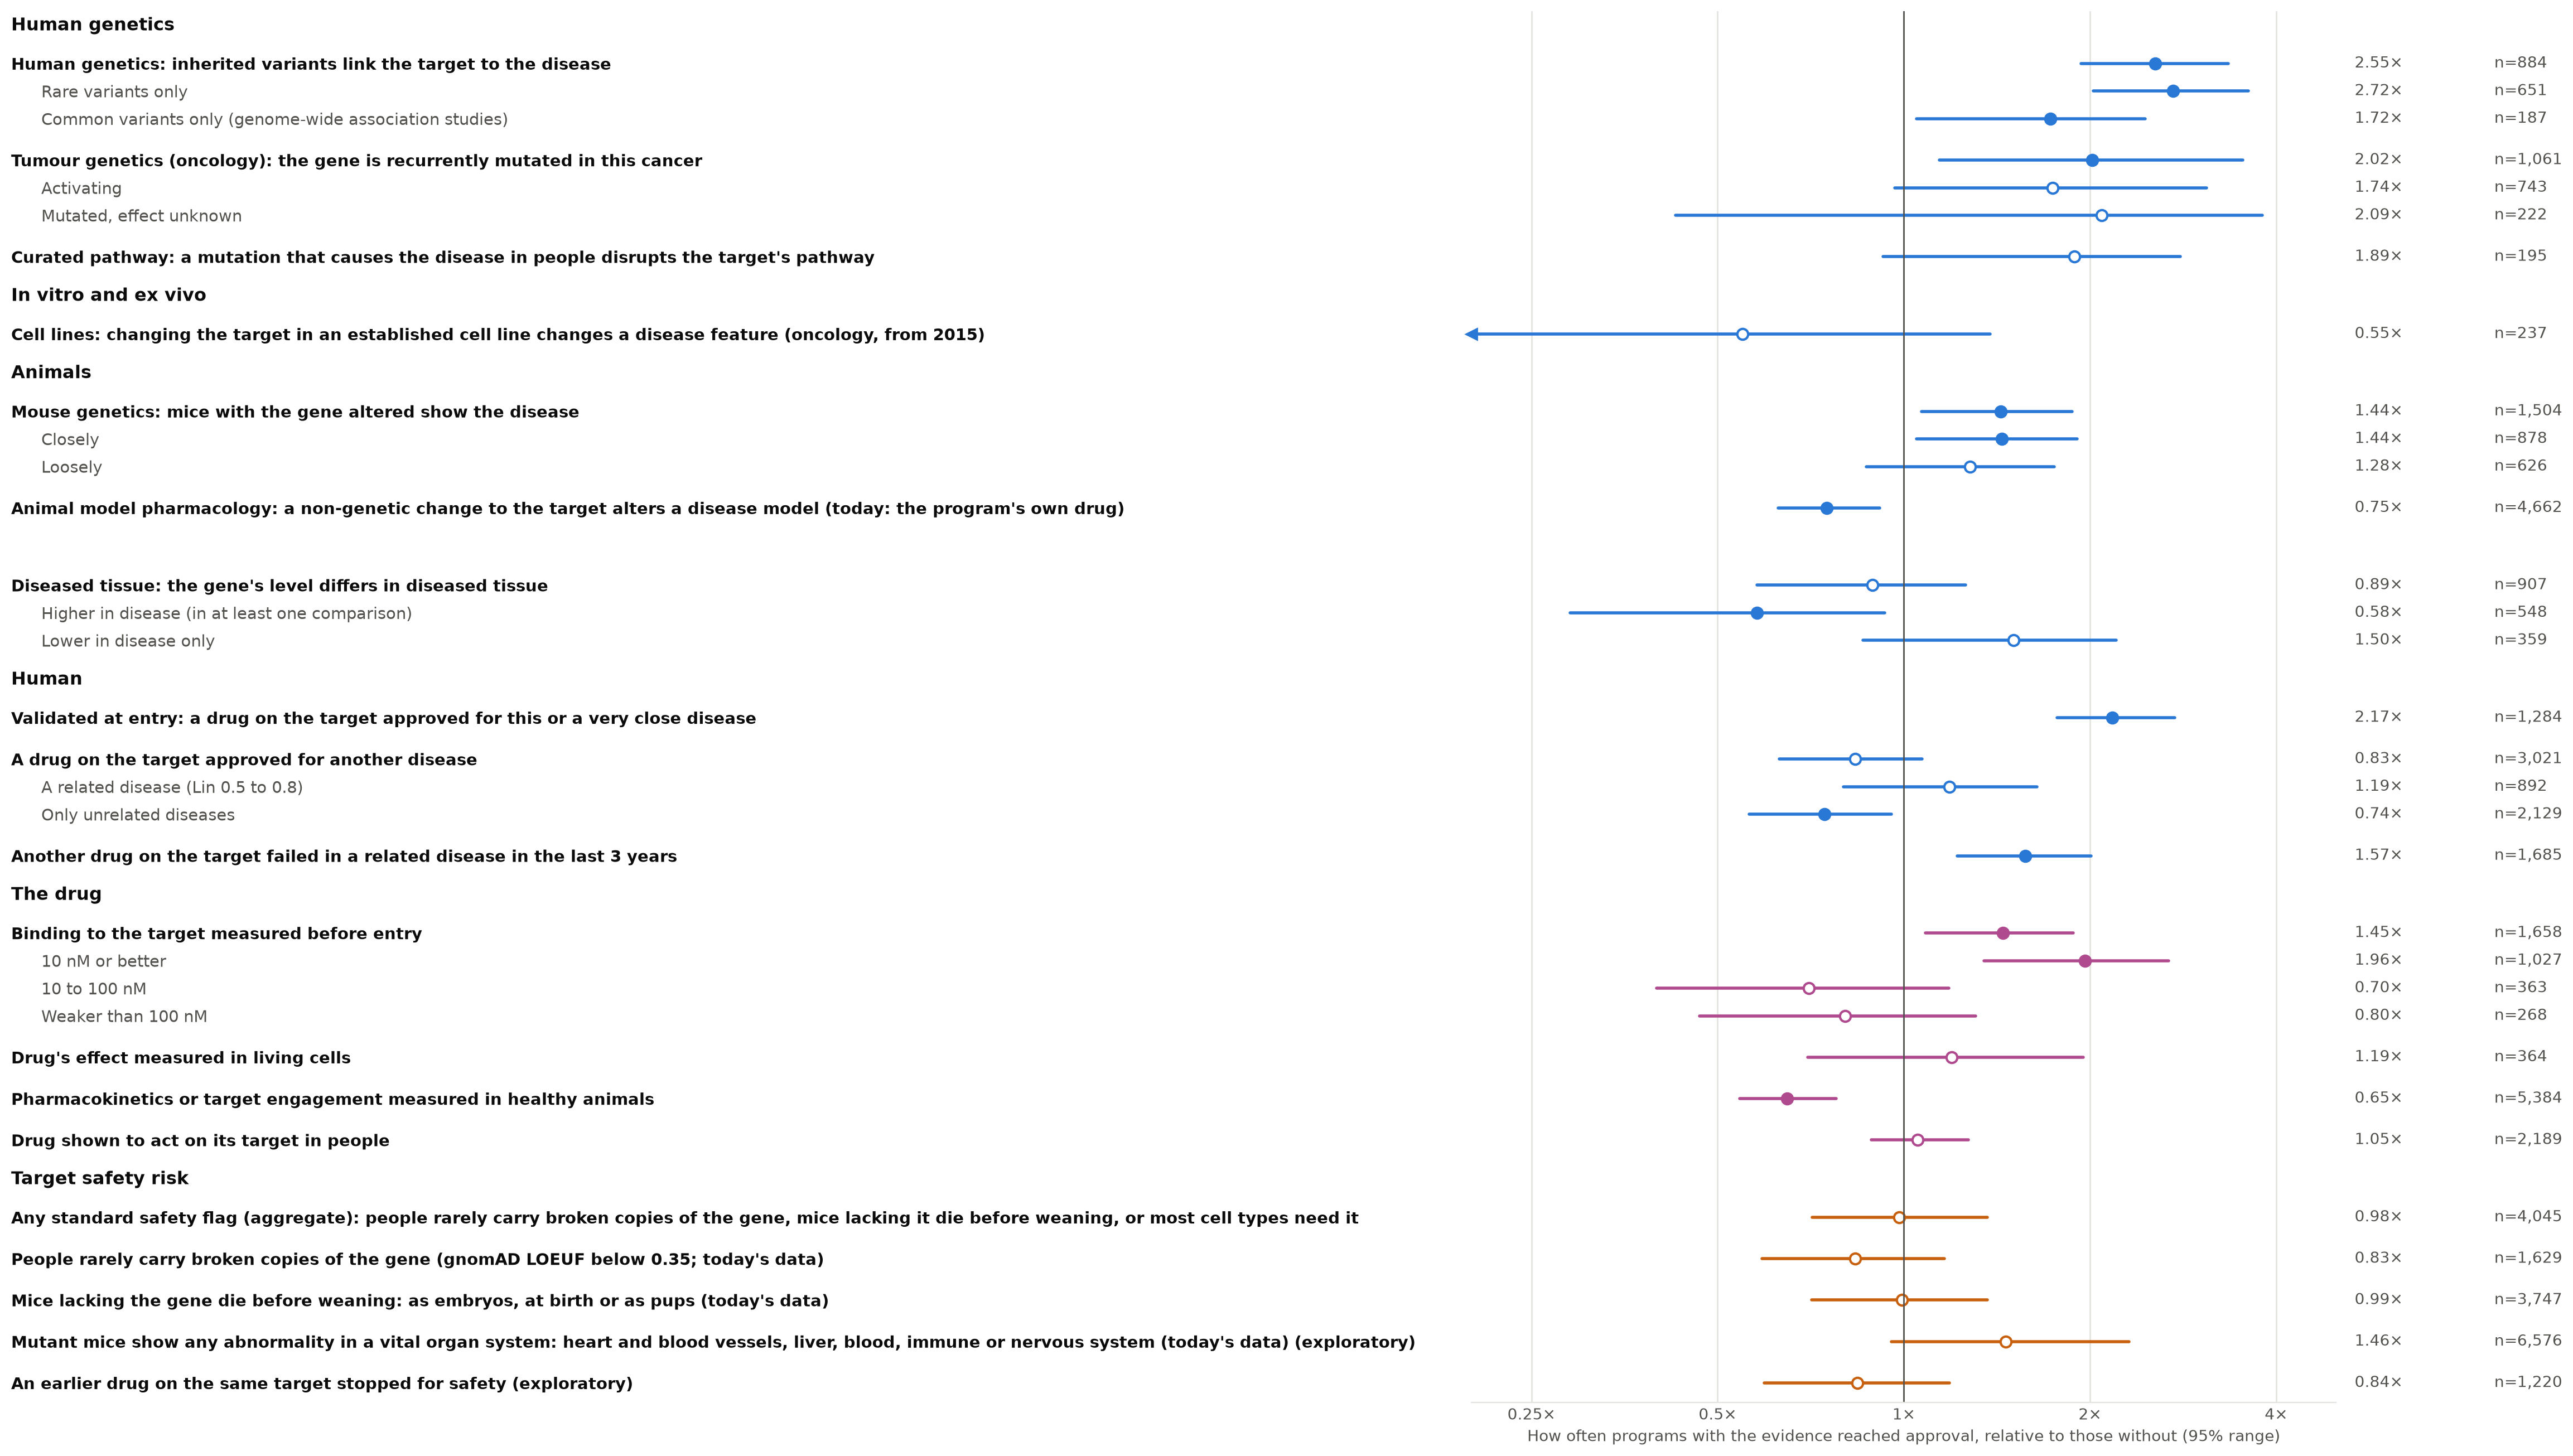 Human genetics
Human genetics: inherited variants link the target to the disease 2.55× n=884
Rare variants only 2.72× n=651
Common variants only (genome-wide association studies) 1.72× n=187
Tumour genetics (oncology): the gene is recurrently mutated in this cancer 2.02× n=1,061
Activating 1.74× n=743
Mutated, effect unknown 2.09× n=222
Curated pathway: a mutation that causes the disease in people disrupts the target's pathway 1.89× n=195
In vitro and ex vivo
Cell lines: changing the target in an established cell line changes a disease feature (oncology, from 2015) 0.55× n=237
Animals
Mouse genetics: mice with the gene altered show the disease 1.44× n=1,504
Closely 1.44× n=878
Loosely 1.28× n=626
Animal model pharmacology: a non-genetic change to the target alters a disease model (today: the program's own drug) 0.75× n=4,662
Diseased tissue: the gene's level differs in diseased tissue 0.89× n=907
Higher in disease (in at least one comparison) 0.58× n=548
Lower in disease only 1.50× n=359
Human
Validated at entry: a drug on the target approved for this or a very close disease 2.17× n=1,284
A drug on the target approved for another disease 0.83× n=3,021
A related disease (Lin 0.5 to 0.8) 1.19× n=892
Only unrelated diseases 0.74× n=2,129
Another drug on the target failed in a related disease in the last 3 years 1.57× n=1,685
The drug
Binding to the target measured before entry 1.45× n=1,658
10 nM or better 1.96× n=1,027
10 to 100 nM 0.70× n=363
Weaker than 100 nM 0.80× n=268
Drug's effect measured in living cells 1.19× n=364
Pharmacokinetics or target engagement measured in healthy animals 0.65× n=5,384
Drug shown to act on its target in people 1.05× n=2,189
Target safety risk
Any standard safety flag (aggregate): people rarely carry broken copies of the gene, mice lacking it die before weaning, or most cell types need it 0.98× n=4,045
People rarely carry broken copies of the gene (gnomAD LOEUF below 0.35; today's data) 0.83× n=1,629
Mice lacking the gene die before weaning: as embryos, at birth or as pups (today's data) 0.99× n=3,747
Mutant mice show any abnormality in a vital organ system: heart and blood vessels, liver, blood, immune or nervous system (today's data) (exploratory) 1.46× n=6,576
An earlier drug on the same target stopped for safety (exploratory) 0.84× n=1,220
0.25× 0.5× 1× 2× 4×
How often programs with the evidence reached approval, relative to those without (95% range)